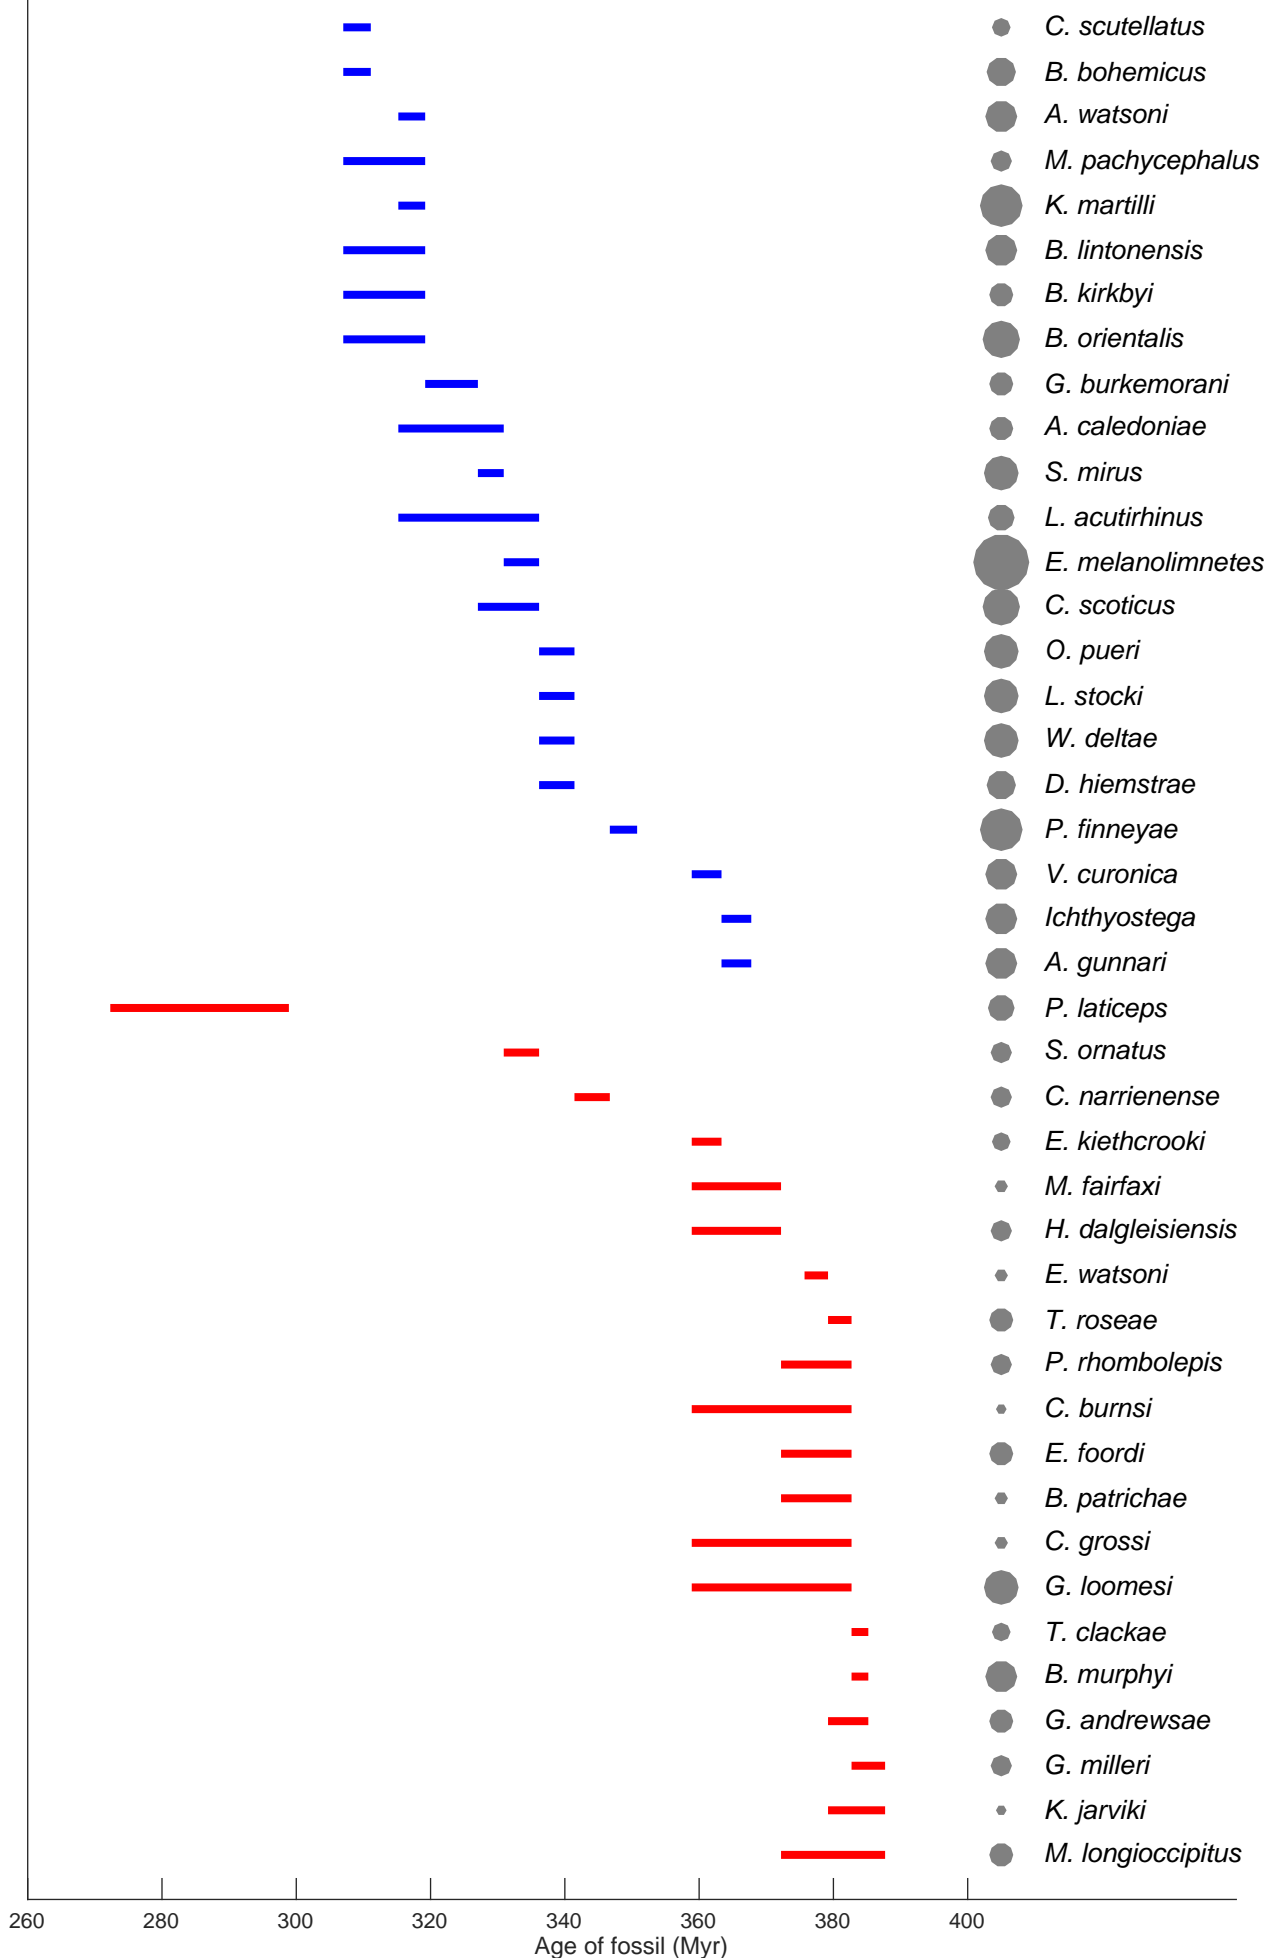 C. scutellatus
B. bohemicus
A. watsoni
M. pachycephalus
K. martilli
B. lintonensis
B. kirkbyi
B. orientalis
G. burkemorani
A. caledoniae
S. mirus
L. acutirhinus
E. melanolimnetes
C. scoticus
O. pueri
L. stocki
W. deltae
D. hiemstrae
P. finneyae
V. curonica
Ichthyostega
A. gunnari
P. laticeps
S. ornatus
C. narrienense
E. kiethcrooki
M. fairfaxi
H. dalgleisiensis
E. watsoni
T. roseae
P. rhombolepis
C. burnsi
E. foordi
B. patrichae
C. grossi
G. loomesi
T. clackae
B. murphyi
G. andrewsae
G. milleri
K. jarviki
M. longioccipitus
260 280 300 320 340 360 380 400
Age of fossil (Myr)